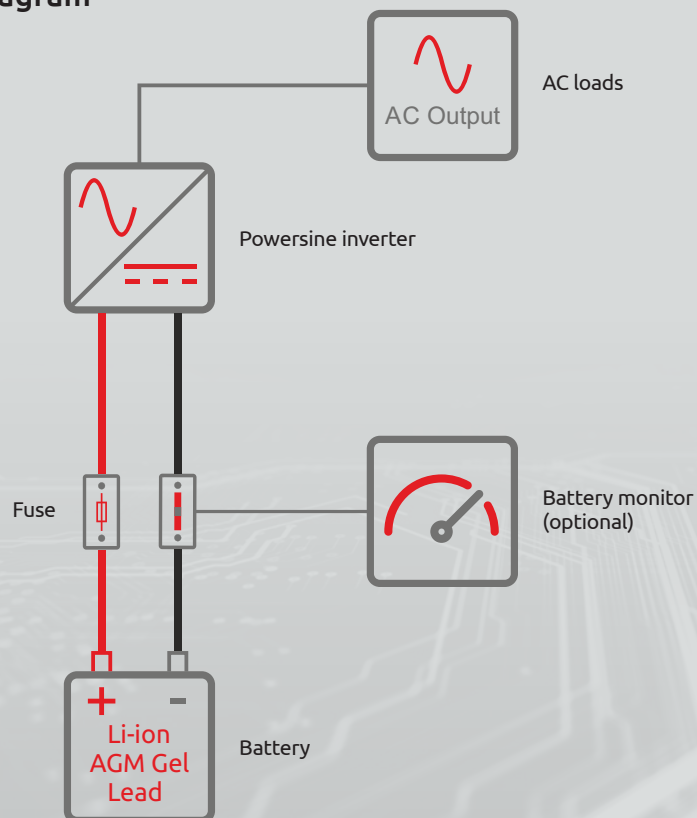 AC loads
AC Output
Powersine inverter
Fuse
Battery monitor
(optional)
+ -
Li-ion
AGM Gel
Lead
Battery